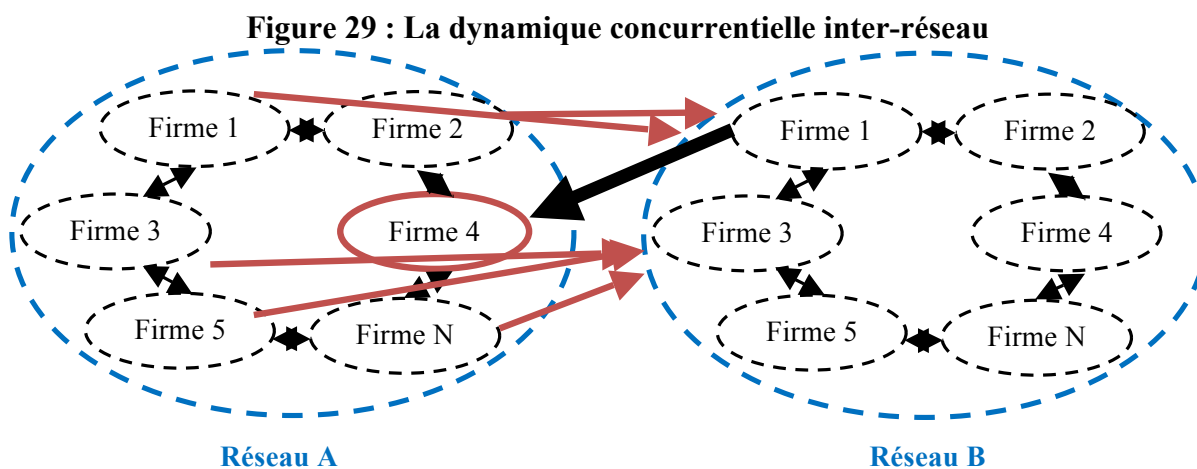 Figure 29 : La dynamique concurrentielle inter-réseau
Firme 1
Firme 2
Firme 1
Firme 2
Firme 3
Firme 4
Firme 3
Firme 4
Firme 5
Firme N
Firme 5
Firme N
Réseau A
Réseau B